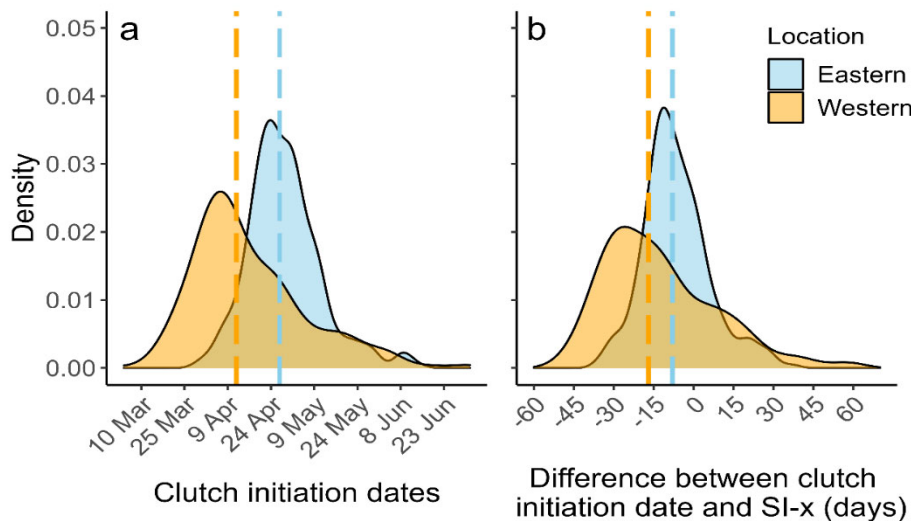 a
b
Location
Eastern
Western
Density
0.05
0.04
0.03
0.02
0.01
0.00
10 Mar
25 Mar
9 Apr
24 Apr
9 May
24 May
8 Jun
23 Jun
Clutch initiation dates
-60
-45
-30
-15
0
15
30
45
60
Difference between clutch
initiation date and SI-x (days)